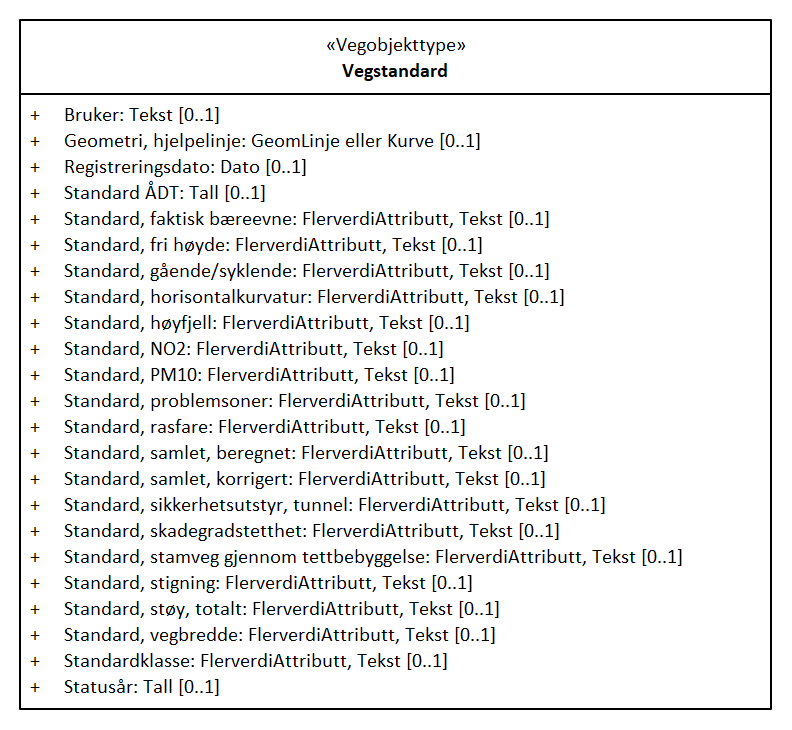 «Vegobjekttype»
Vegstandard
+ Bruker: Tekst [0..1]
+ Geometri, hjelpelinje: GeomLinje eller Kurve [0..1]
+ Registreringsdato: Dato [0..1]
+ Standard ÅDT: Tall [0..1]
+ Standard, faktisk bæreevne: FlerverdiAttributt, Tekst [0..1]
+ Standard, fri høyde: FlerverdiAttributt, Tekst [0..1]
+ Standard, gående/syklende: FlerverdiAttributt, Tekst [0..1]
+ Standard, horisontalkurvatur: FlerverdiAttributt, Tekst [0..1]
+ Standard, høyfjell: FlerverdiAttributt, Tekst [0..1]
+ Standard, NO2: FlerverdiAttributt, Tekst [0..1]
+ Standard, PM10: FlerverdiAttributt, Tekst [0..1]
+ Standard, problemsoner: FlerverdiAttributt, Tekst [0..1]
+ Standard, rasfare: FlerverdiAttributt, Tekst [0..1]
+ Standard, samlet, beregnet: FlerverdiAttributt, Tekst [0..1]
+ Standard, samlet, korrigert: FlerverdiAttributt, Tekst [0..1]
+ Standard, sikkerhetsutstyr, tunnel: FlerverdiAttributt, Tekst [0..1]
+ Standard, skadegradstetthet: FlerverdiAttributt, Tekst [0..1]
+ Standard, stamveg gjennom tettbebyggelse: FlerverdiAttributt, Tekst [0..1]
+ Standard, stigning: FlerverdiAttributt, Tekst [0..1]
+ Standard, støy, totalt: FlerverdiAttributt, Tekst [0..1]
+ Standard, vegbredde: FlerverdiAttributt, Tekst [0..1]
+ Standardklasse: FlerverdiAttributt, Tekst [0..1]
+ Statusår: Tall [0..1]